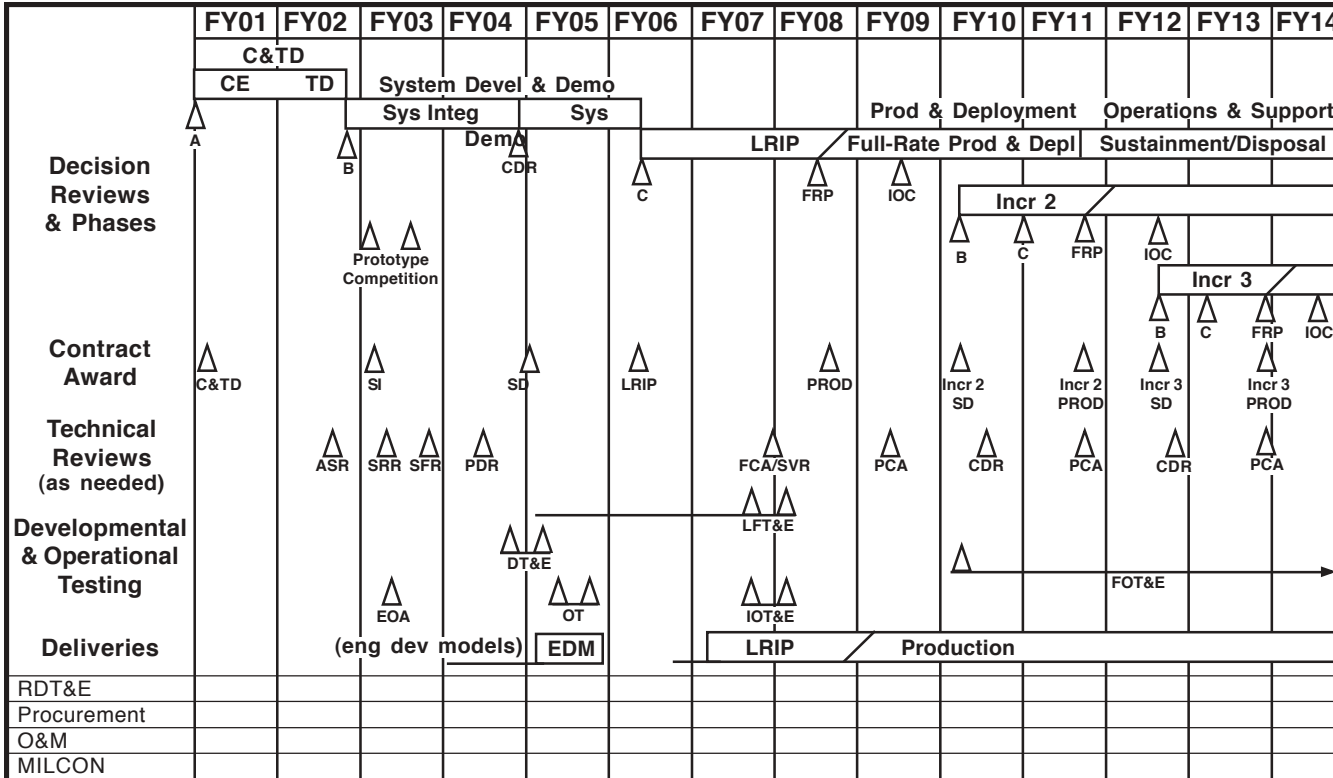 FY01 FY02 FY03 FY04 FY05 FY06 FY07 FY08 FY09 FY10 FY11 FY12 FY13 FY14
C&TD
CE TD System Devel & Demo
Sys Integ Sys Prod & Deployment Operations & Support
A Demo LRIP Full-Rate Prod & Depl Sustainment/Disposal
Decision
Reviews
& Phases
B CDR C FRP IOC
Incr 2
B C FRP IOC
Prototype
Competition
Incr 3
B C FRP IOC
Contract
Award
C&TD SI SD LRIP PROD Incr 2 Incr 2 Incr 3 Incr 3
SD PROD SD PROD
Technical
Reviews
(as needed)
ASR SRR SFR PDR FCA/SVR PCA CDR PCA CDR PCA
Developmental
& Operational
Testing
LFT&E
DT&E
FOT&E
EOA OT IOT&E
Deliveries (eng dev models) EDM LRIP Production
RDT&E
Procurement
O&M
MILCON